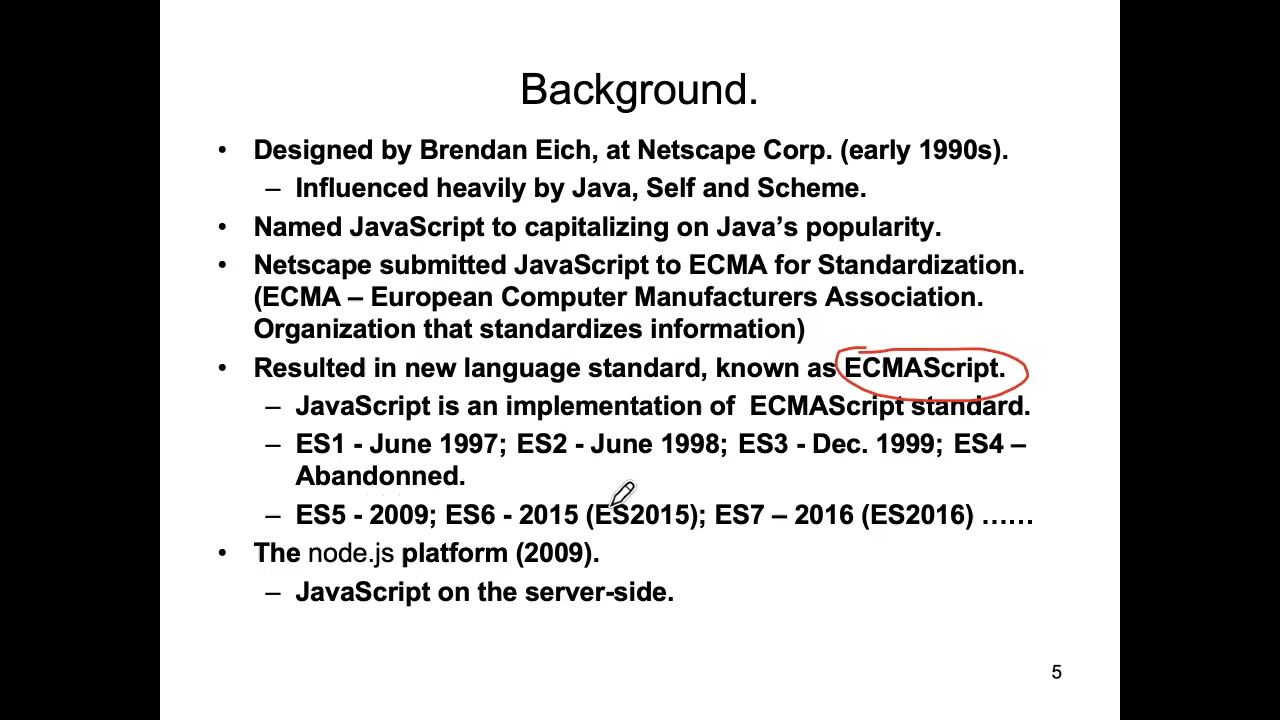 Background.
• Designed by Brendan Eich, at Netscape Corp. (early 1990s).
– Influenced heavily by Java, Self and Scheme.
• Named JavaScript to capitalizing on Java’s popularity.
• Netscape submitted JavaScript to ECMA for Standardization.
(ECMA – European Computer Manufacturers Association.
Organization that standardizes information)
• Resulted in new language standard, known as ECMAScript.
– JavaScript is an implementation of ECMAScript standard.
– ES1 - June 1997; ES2 - June 1998; ES3 - Dec. 1999; ES4 –
Abandonned.
– ES5 - 2009; ES6 - 2015 (ES2015); ES7 – 2016 (ES2016) ……
• The node.js platform (2009).
– JavaScript on the server-side.
5